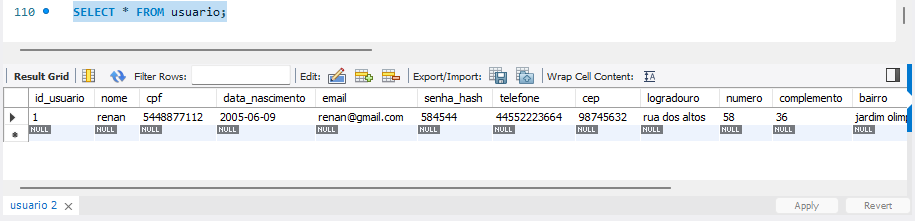 110 SELECT * FROM usuario;
Result Grid Filter Rows: Edit: Export/Import: Wrap Cell Content: IA
id_usuario nome cpf data_nascimento email senha_hash telefone cep logradouro numero complemento bairro
1 renan 5448877112 2005-06-09 renan@gmail.com 584544 44552223664 98745632 rua dos altos 58 36 jardim olimp
NULL NULL NULL NULL NULL NULL NULL NULL NULL NULL NULL NULL
usuario 2 Apply Revert